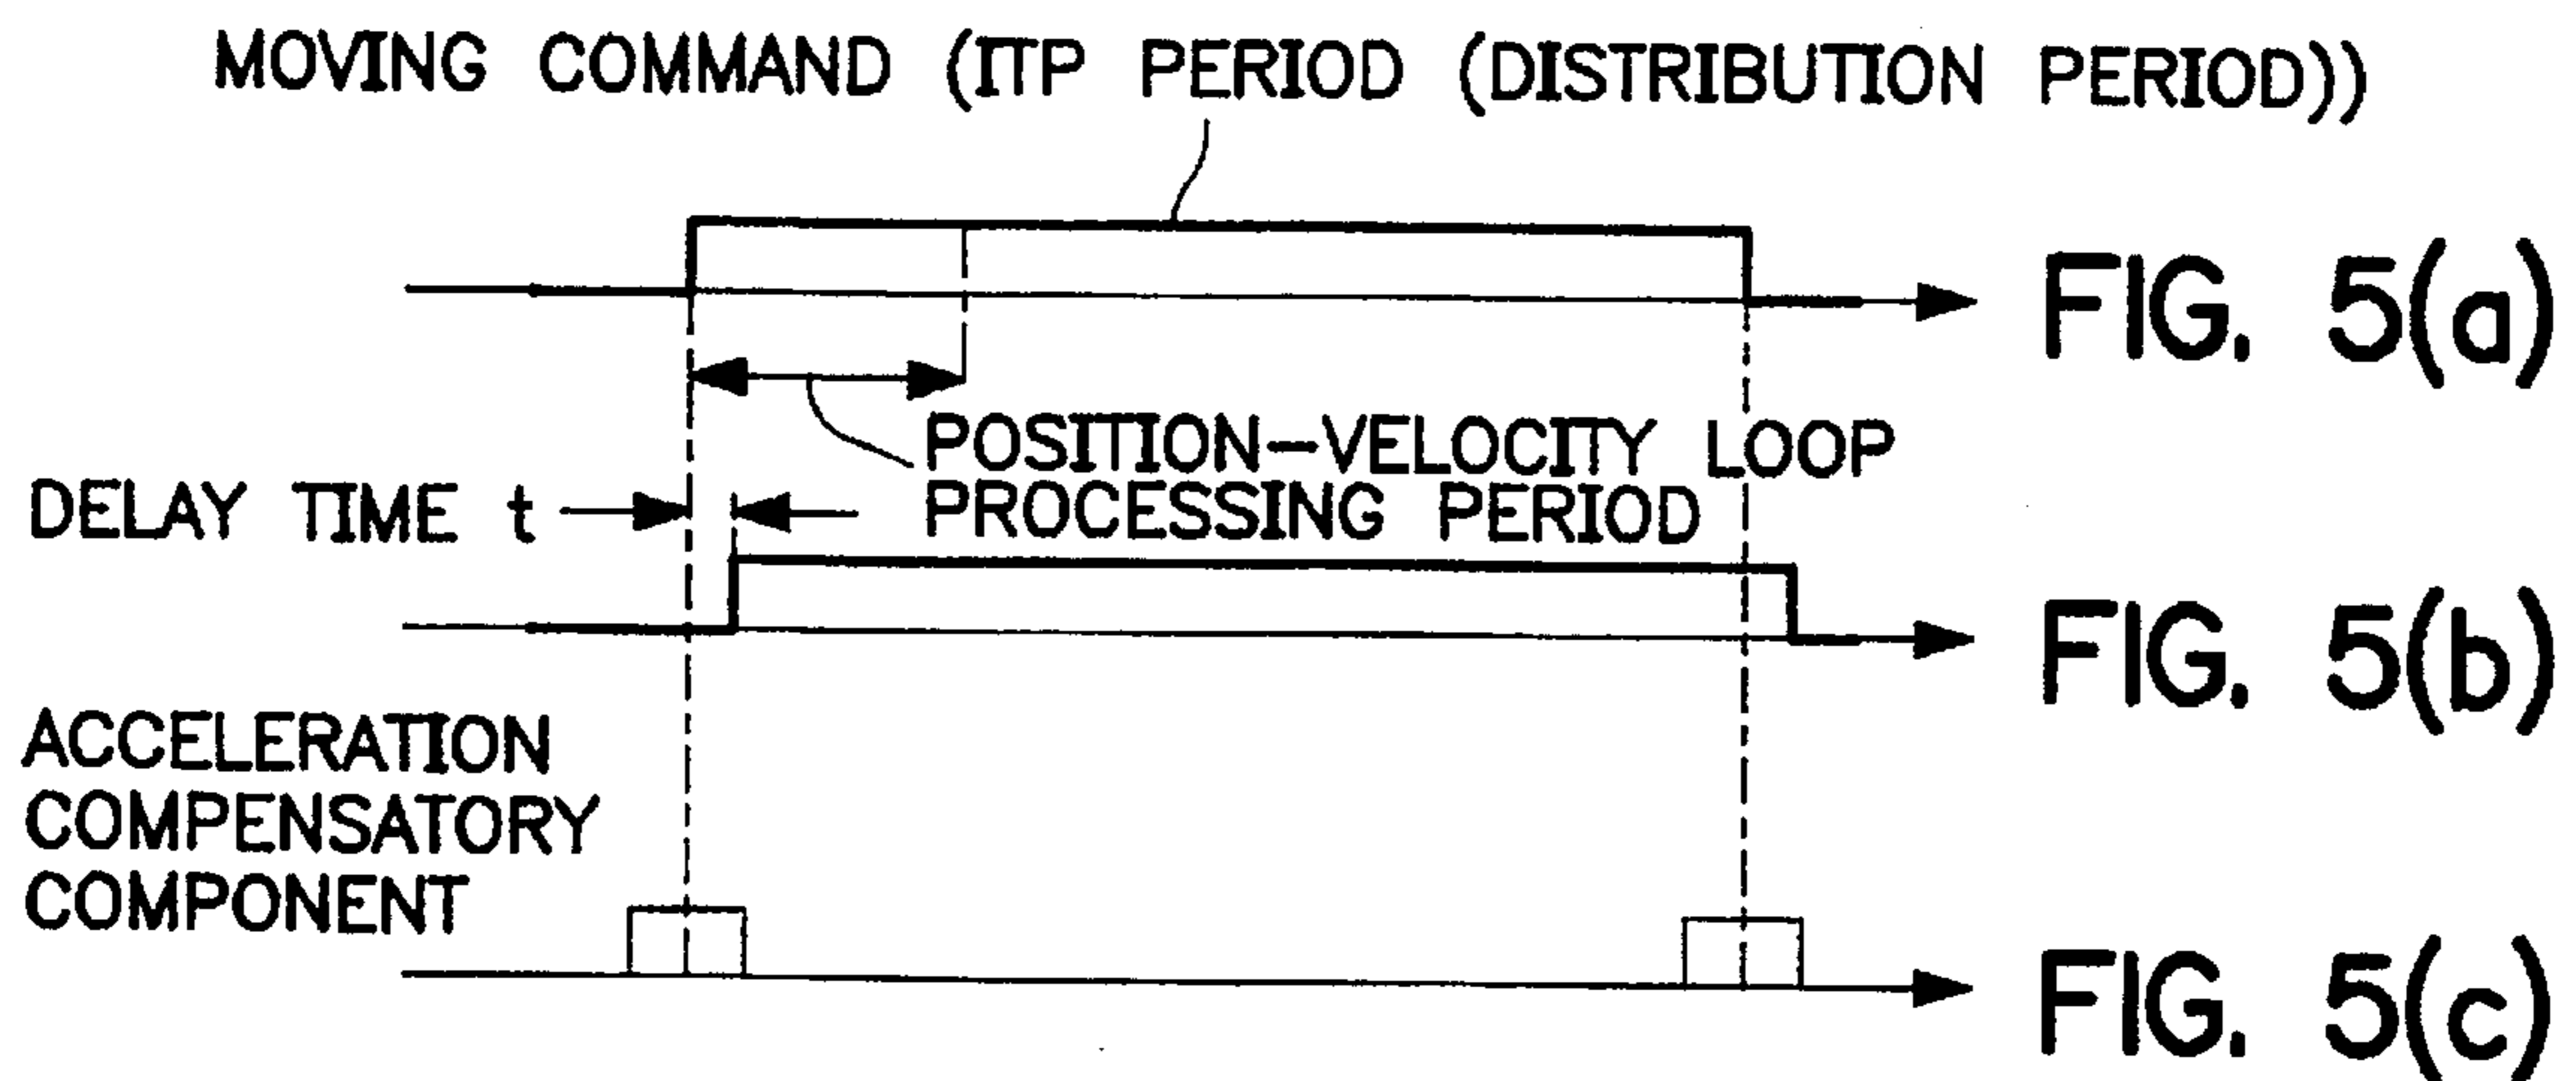 MOVING COMMAND (ITP PERIOD (DISTRIBUTION PERIOD))
FIG. 5(a)
POSITION-VELOCITY LOOP
PROCESSING PERIOD
DELAY TIME t
FIG. 5(b)
ACCELERATION
COMPENSATORY
COMPONENT
FIG. 5(c)